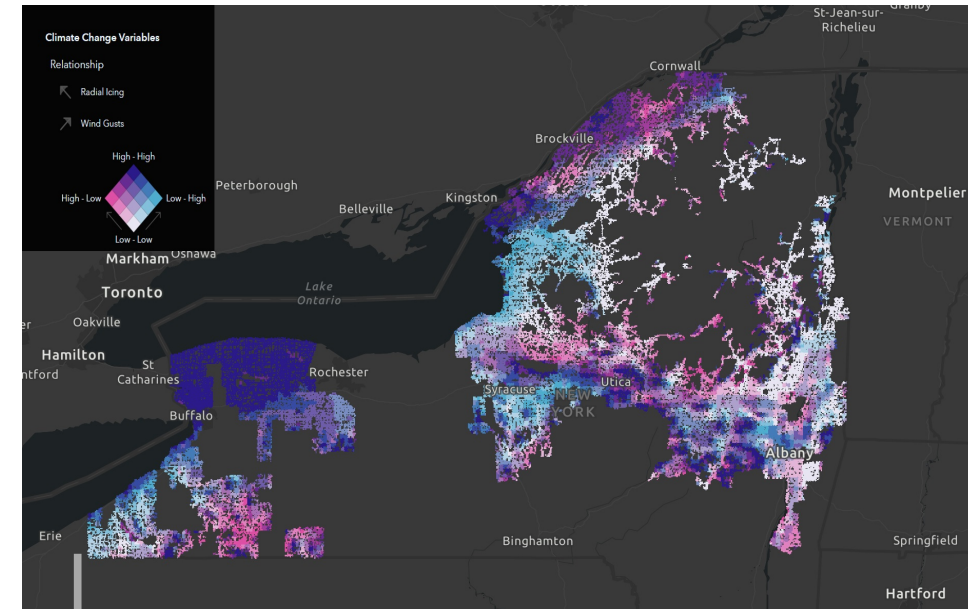 Climate Change Variables
Relationship
Radial Icing
Wind Gusts
High - High
High - Low
Low - High
Low - Low
St-Jean-sur-
Richelieu
Granby
Cornwall
Brockville
Peterborough
Kingston
Belleville
Montpelier
VERMONT
Markham
Oshawa
Toronto
Lake
Ontario
Oakville
Hamilton
ntford
St
Catharines
Rochester
Buffalo
Syracuse
Utica
NEW
YORK
Albany
Erie
Binghamton
Springfield
Hartford